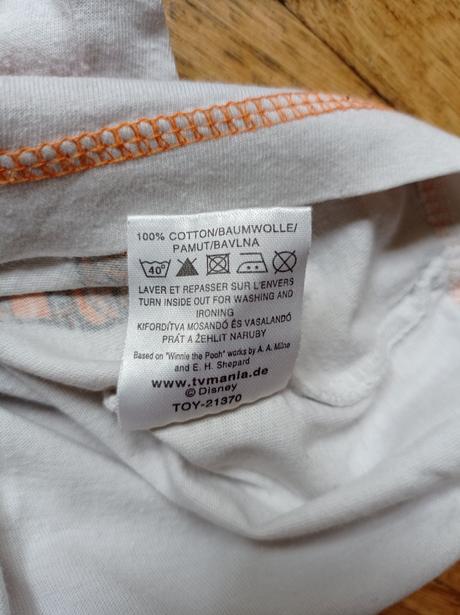 100% COTTON/BAUMWOLLE/
PAMUT/BAVLNA
40°
LAVER ET REPASSER SUR L'ENVERS
TURN INSIDE OUT FOR WASHING AND
IRONING
KIFORDÍTVA MOSANDÓ ÉS VASALANDÓ
PRÁT A ŽEHLIT NARUBY
Based on "Winnie the Pooh" works by A. A. Milne
and E. H. Shepard
www.tvmania.de
© Disney
TOY-21370